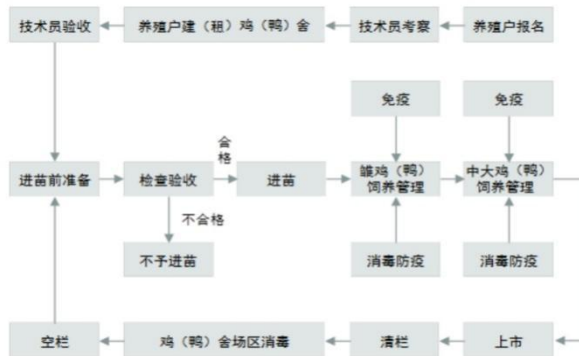 技术员验收
养殖户建（租）鸡（鸭）舍
技术员考察
养殖户报名
免疫
免疫
合格
进苗前准备
检查验收
进苗
雏鸡（鸭）
饲养管理
中大鸡（鸭）
饲养管理
不合格
不予进苗
消毒防疫
消毒防疫
空栏
鸡（鸭）舍场区消毒
清栏
上市